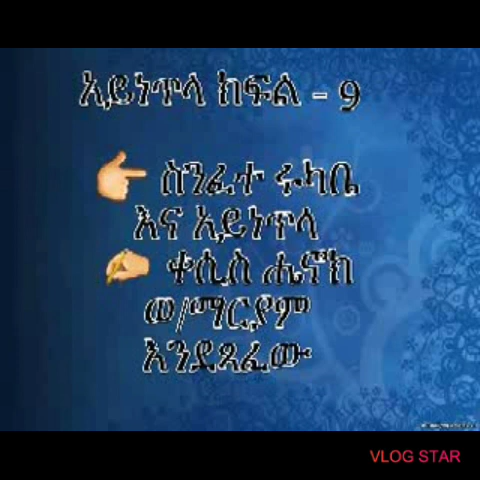 ኢይነጥላ ክፍል - 9
ስንፈተ ሩካቤ
እና ኢይነጥላ
ቀሲስ ሔኖክ
ወ/ማርያም
እንደጻፈው
VLOG STAR